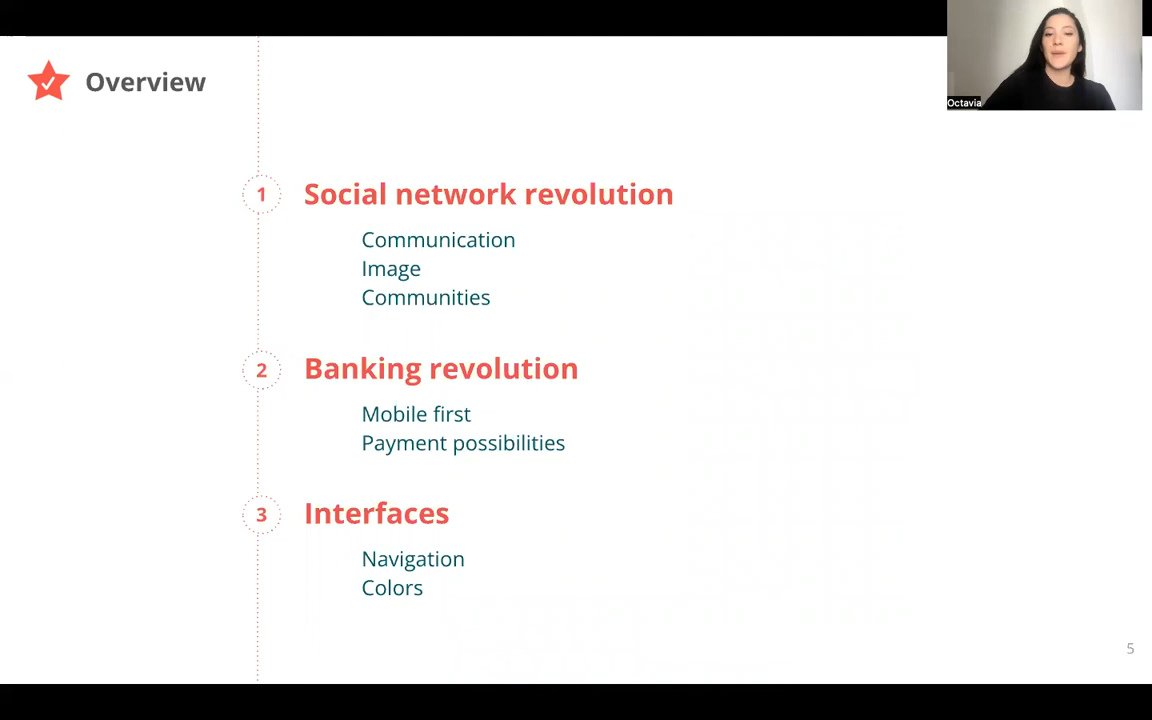 Overview
Octavia
1 Social network revolution
Communication
Image
Communities
2 Banking revolution
Mobile first
Payment possibilities
3 Interfaces
Navigation
Colors
5